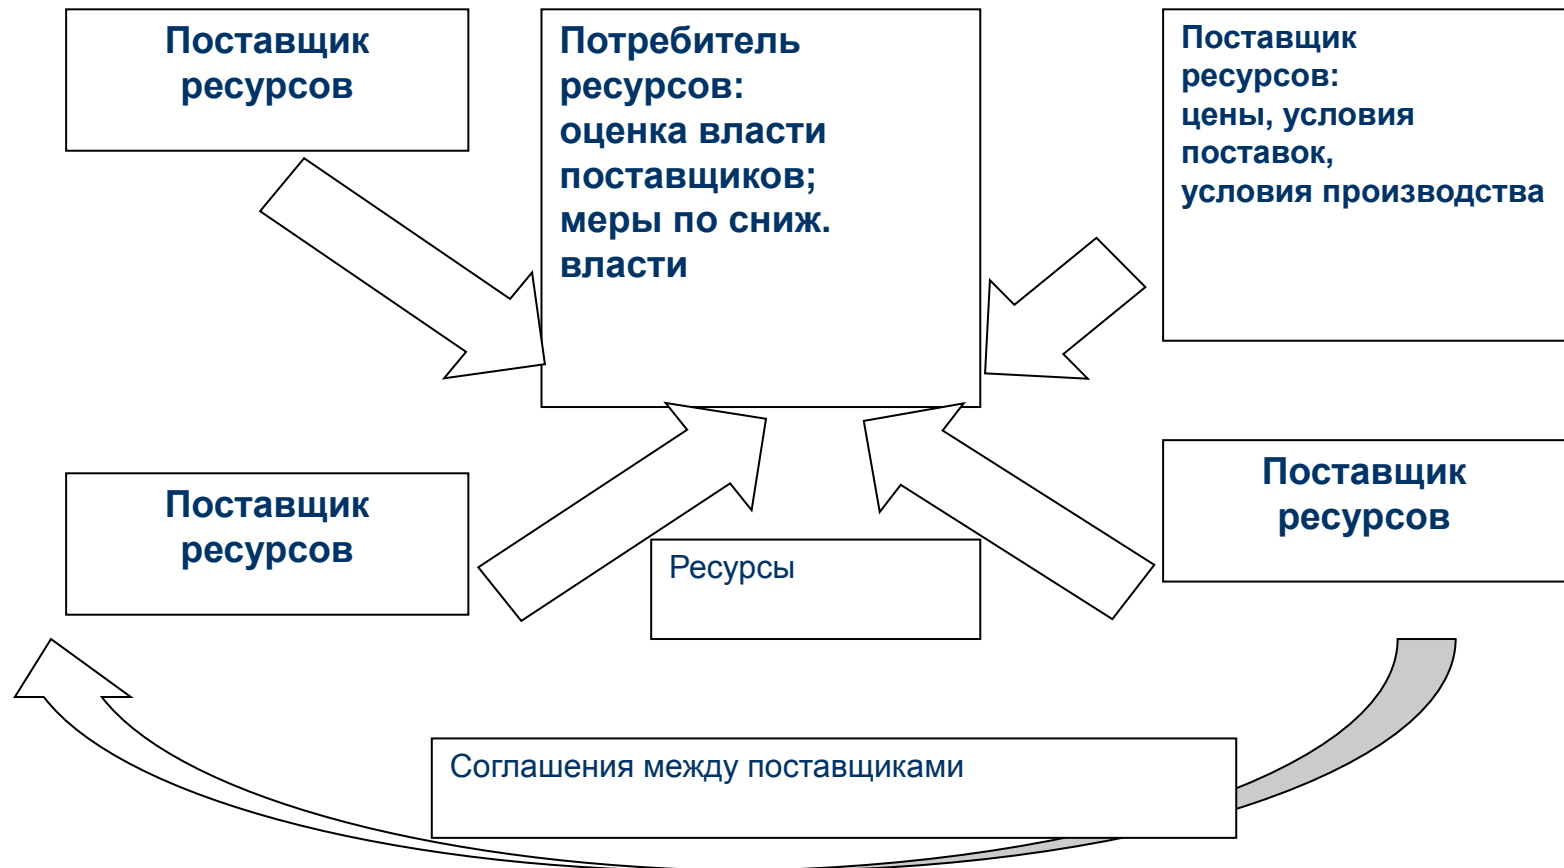 Поставщик
ресурсов
Потребитель
ресурсов:
оценка власти
поставщиков;
меры по сниж.
власти
Поставщик
ресурсов:
цены, условия
поставок,
условия производства
Поставщик
ресурсов
Ресурсы
Поставщик
ресурсов
Соглашения между поставщиками